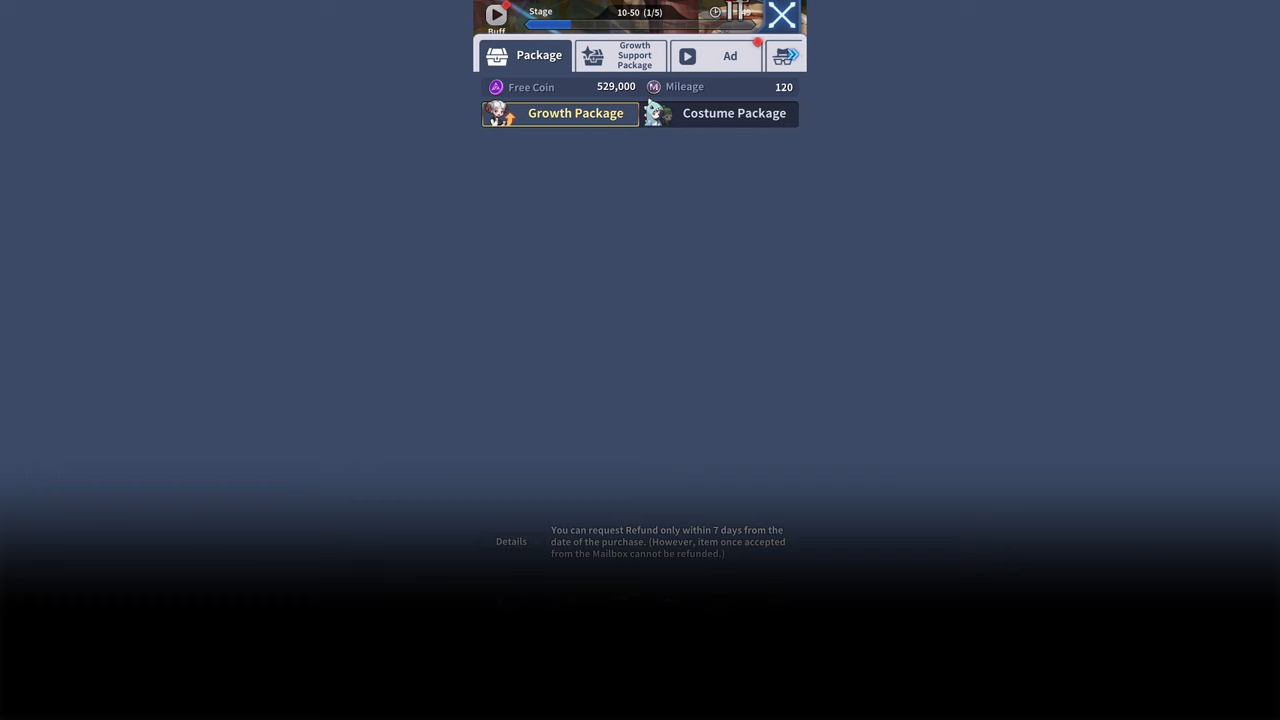 Stage
10-50 (1/5)
Buff
Package
Growth
Support
Package
Ad
Free Coin
529,000
M
Mileage
120
Growth Package
Costume Package
Details
You can request Refund only within 7 days from the
date of the purchase. (However, item once accepted
from the Mailbox cannot be refunded.)